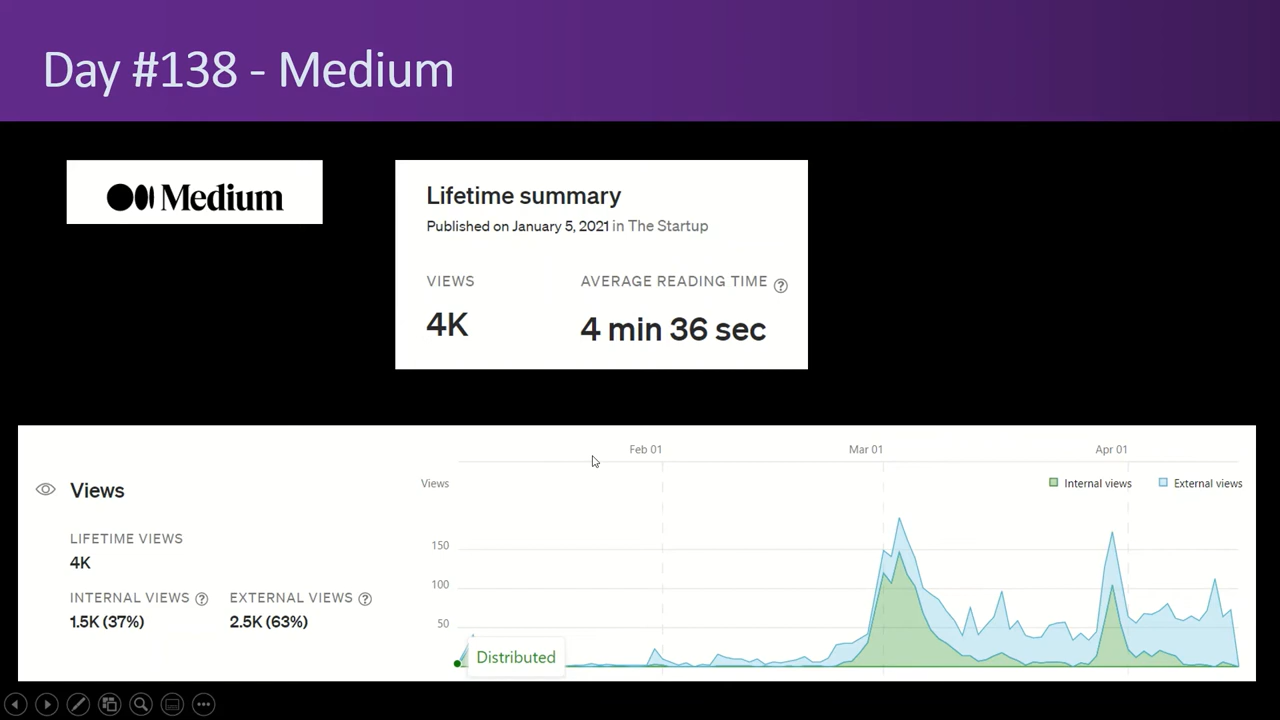 Day #138 - Medium
Medium
Lifetime summary
Published on January 5, 2021 in The Startup
VIEWS
AVERAGE READING TIME ?
4K
4 min 36 sec
Feb 01
Mar 01
Apr 01
Views
Views
Internal views
External views
LIFETIME VIEWS
4K
INTERNAL VIEWS ?
EXTERNAL VIEWS ?
1.5K (37%)
2.5K (63%)
150
100
50
Distributed